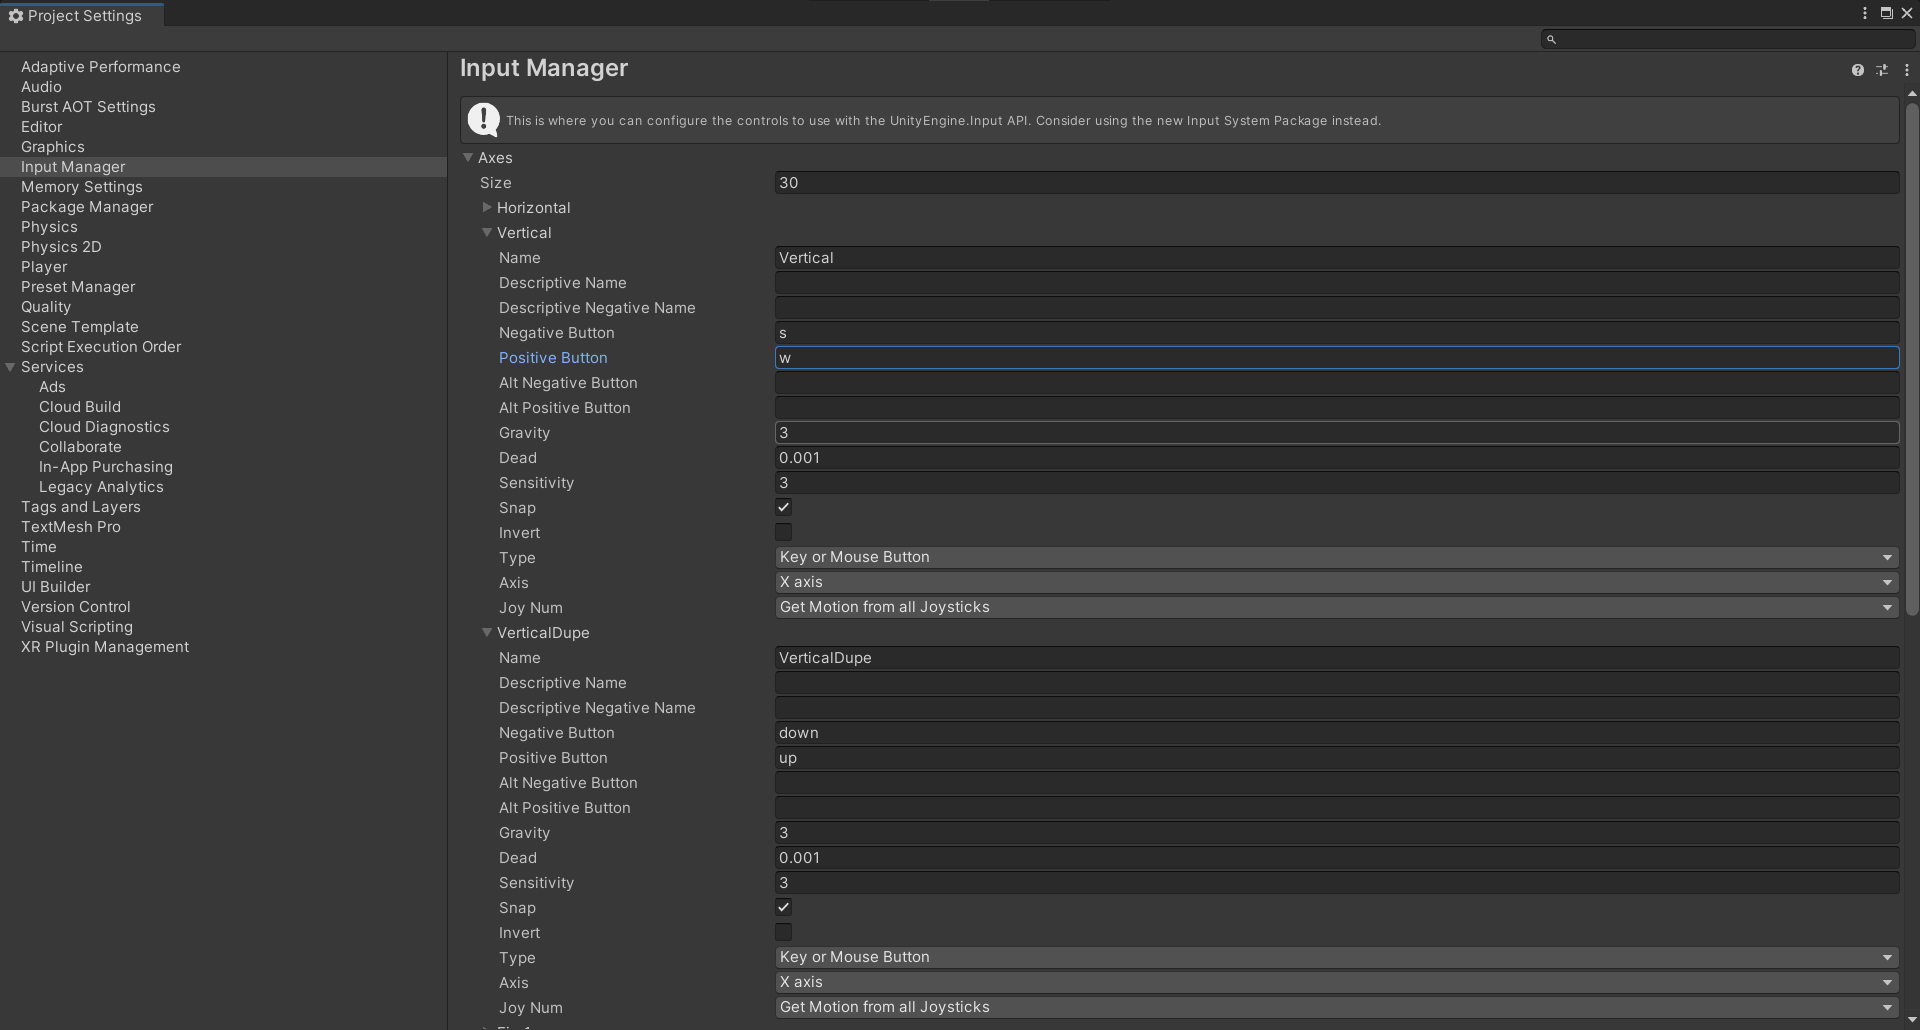 Project Settings
Adaptive Performance
Audio
Burst AOT Settings
Editor
Graphics
Input Manager
Memory Settings
Package Manager
Physics
Physics 2D
Player
Preset Manager
Quality
Scene Template
Script Execution Order
Services
Ads
Cloud Build
Cloud Diagnostics
Collaborate
In-App Purchasing
Legacy Analytics
Tags and Layers
TextMesh Pro
Time
Timeline
UI Builder
Version Control
Visual Scripting
XR Plugin Management
Input Manager
This is where you can configure the controls to use with the UnityEngine.Input API. Consider using the new Input System Package instead.
Axes
Size 30
Horizontal
Vertical
Name Vertical
Descriptive Name
Descriptive Negative Name
Negative Button s
Positive Button w
Alt Negative Button
Alt Positive Button
Gravity 3
Dead 0.001
Sensitivity 3
Snap
Invert
Type Key or Mouse Button
Axis X axis
Joy Num Get Motion from all Joysticks
VerticalDupe
Name VerticalDupe
Descriptive Name
Descriptive Negative Name
Negative Button down
Positive Button up
Alt Negative Button
Alt Positive Button
Gravity 3
Dead 0.001
Sensitivity 3
Snap
Invert
Type Key or Mouse Button
Axis X axis
Joy Num Get Motion from all Joysticks